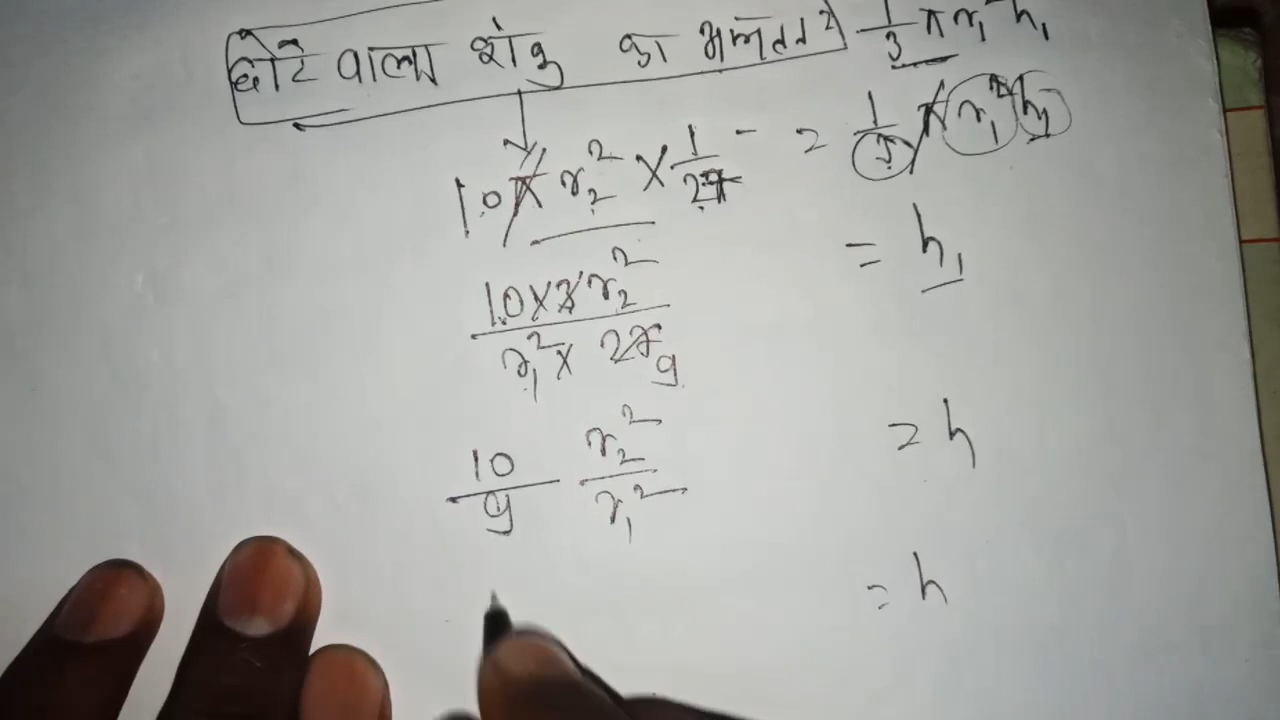 छोटे वाला शंकु का आयतन = 1/3 π r₁² h₁
10 π r₂² × 1/27 = 1/3 π r₁² h₁
10 × 3 r₂² / r₁² × 27 9 = h₁
10/9 r₂²/r₁² = h
= h